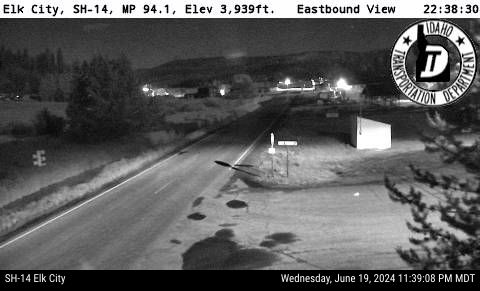 Elk City, SH-14, MP 94.1, Elev 3,939ft. Eastbound View 22:38:30
IDAHO
TRANSPORTATION DEPARTMENT
SH-14 Elk City Wednesday, June 19, 2024 11:39:08 PM MDT